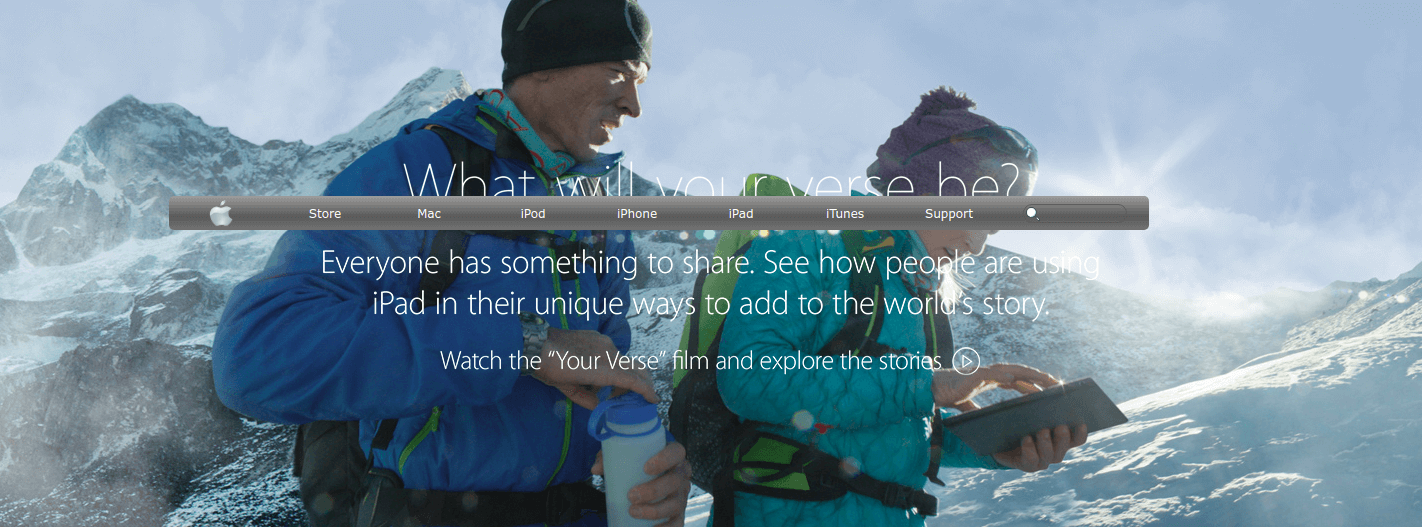 What will your verse be?
Store Mac iPod iPhone iPad iTunes Support
Everyone has something to share. See how people are using
iPad in their unique ways to add to the world's story.
Watch the “Your Verse” film and explore the stories